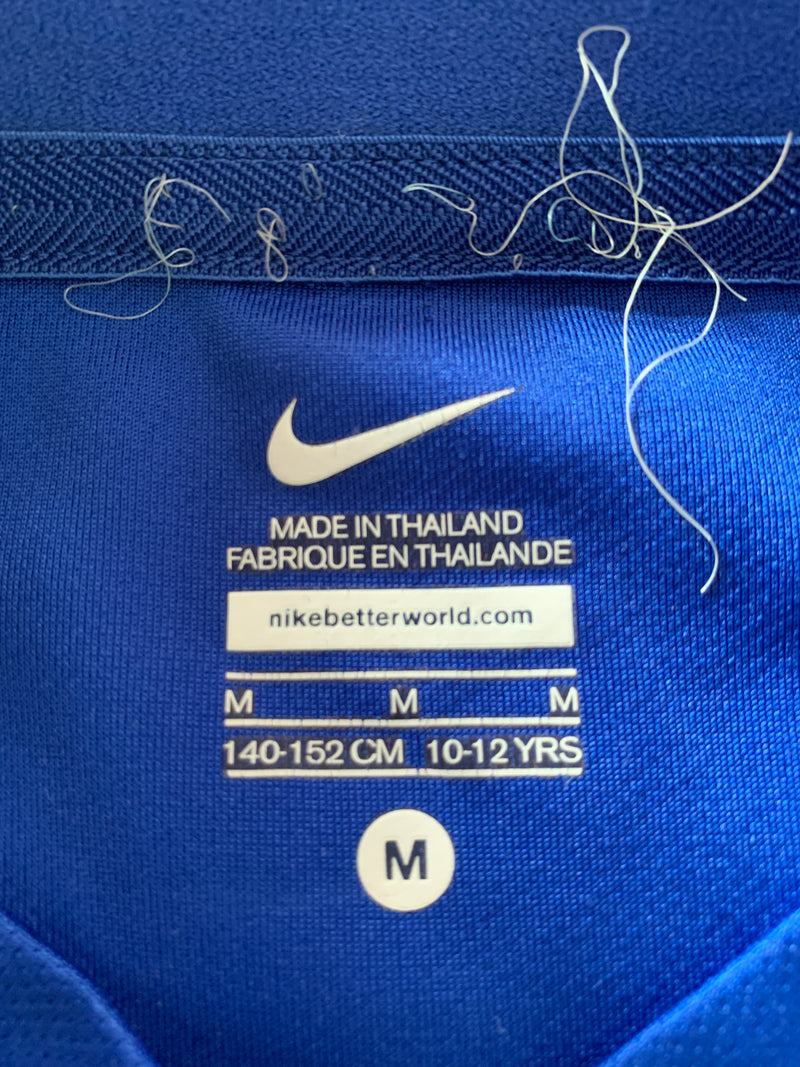 MADE IN THAILAND
FABRIQUE EN THAILANDE
nikebetterworld.com
M M M
140-152 CM 10-12 YRS
M